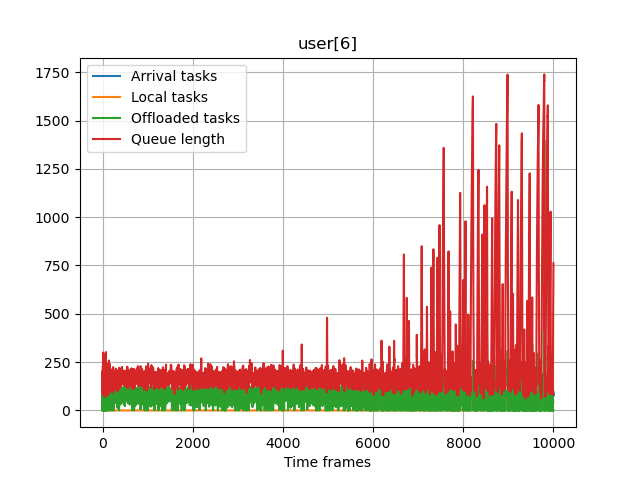 user[6]
Arrival tasks
Local tasks
Offloaded tasks
Queue length
1750
1500
1250
1000
750
500
250
0
0 2000 4000 6000 8000 10000
Time frames